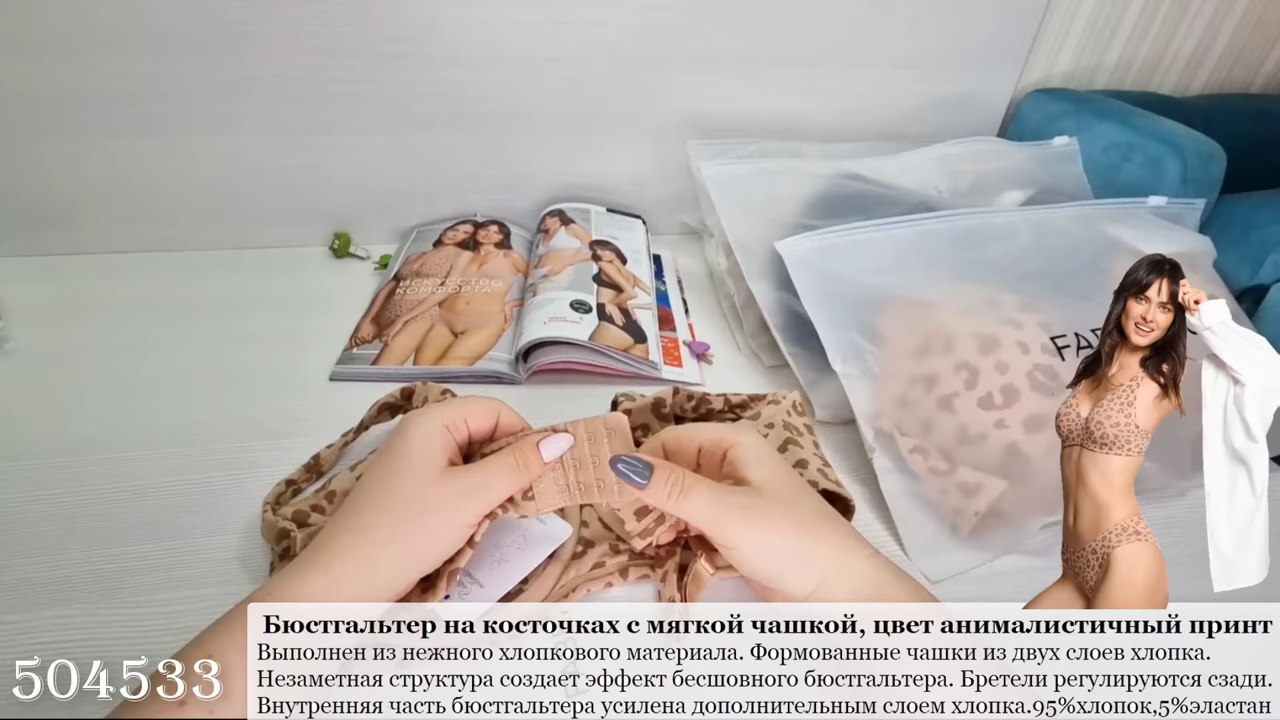 ИСКУССТВО
КОМФОРТА
FAB
Бюстгальтер на косточках с мягкой чашкой, цвет анималистичный принт
Выполнен из нежного хлопкового материала. Формованные чашки из двух слоев хлопка.
Незаметная структура создает эффект бесшовного бюстгальтера. Бретели регулируются сзади.
Внутренняя часть бюстгальтера усилена дополнительным слоем хлопка.95%хлопок,5%эластан
504533